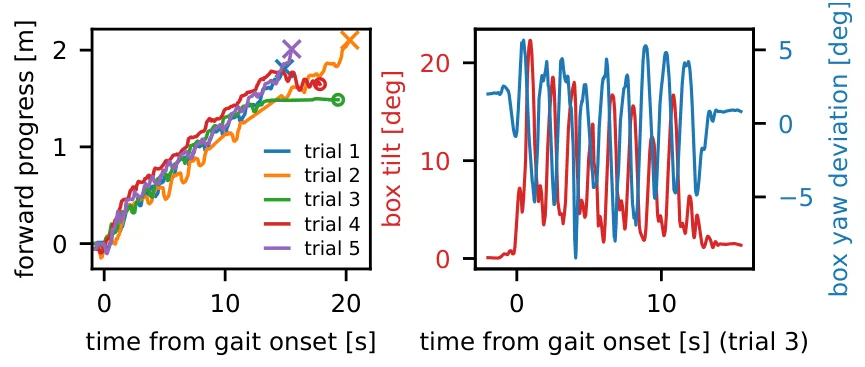 forward progress [m]
2
1
0
trial 1
trial 2
trial 3
trial 4
trial 5
0
10
20
time from gait onset [s]
box tilt [deg]
20
10
0
5
0
−5
box yaw deviation [deg]
0
10
time from gait onset [s] (trial 3)